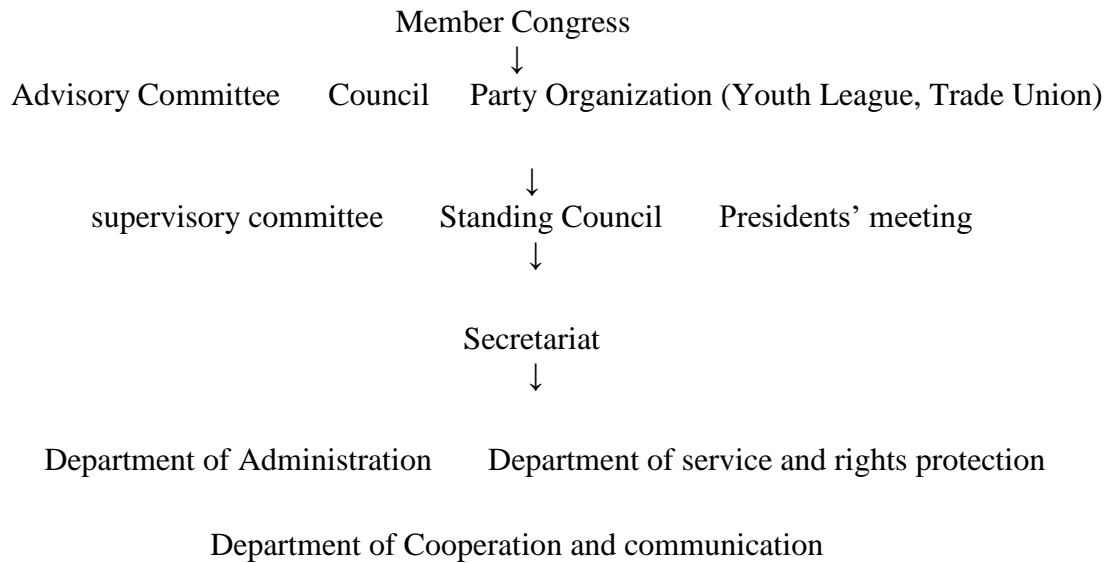 Member Congress
↓
Advisory Committee Council Party Organization (Youth League, Trade Union)
↓
supervisory committee Standing Council Presidents’ meeting
↓
Secretariat
↓
Department of Administration Department of service and rights protection
Department of Cooperation and communication